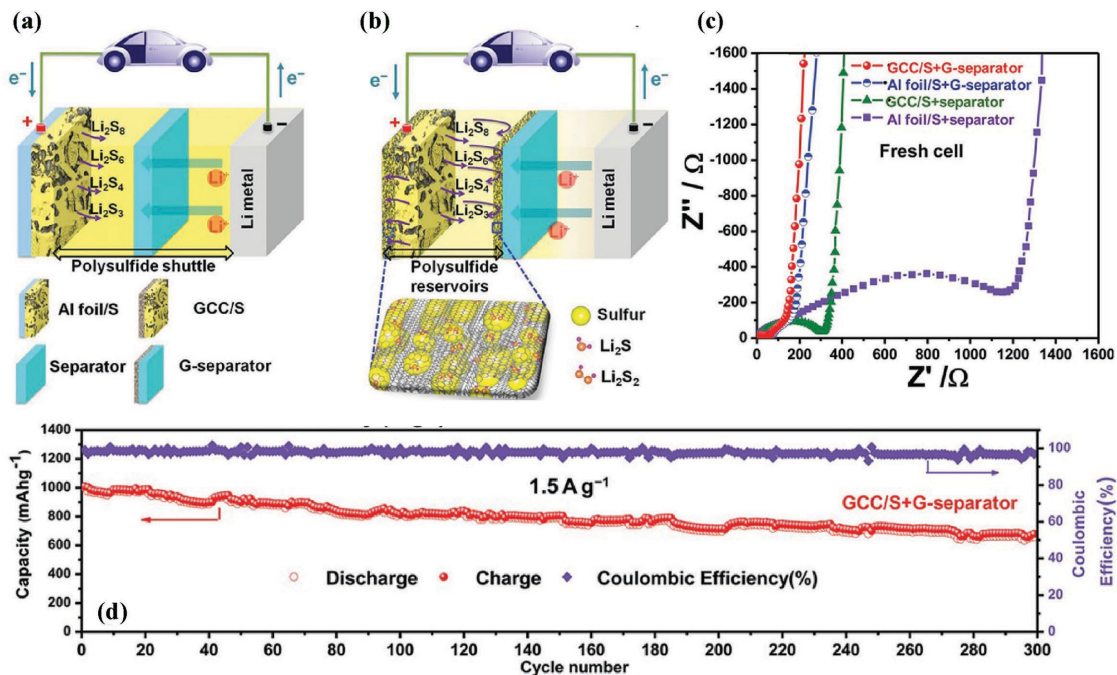 (a)
e⁻
e⁻
+
−
Li₂S₈
Li₂S₆
Li₂S₄
Li₂S₃
Li⁺
Li⁺
Li metal
Polysulfide shuttle
Al foil/S
GCC/S
Separator
G-separator
(b)
e⁻
e⁻
+
−
Li₂S₈
Li₂S₆
Li₂S₄
Li₂S₃
Li⁺
Li⁺
Li metal
Polysulfide
reservoirs
Sulfur
Li₂S
Li₂S₂
(c)
-1600
-1400
-1200
-1000
-800
-600
-400
-200
0
Z'' / Ω
GCC/S+G-separator
Al foil/S+G-separator
GCC/S+separator
Al foil/S+separator
Fresh cell
0 200 400 600 800 1000 1200 1400
Z' /Ω
1400
1200
1000
800
600
400
200
0
Capacity (mAhg⁻¹)
1.5 A g⁻¹
GCC/S+G-separator
Discharge Charge Coulombic Efficiency(%)
(d)
100
80
60
40
20
0
Coulombic
Efficiency(%)
0 20 40 60 80 100 120 140 160 180 200 220 240 260 280 300
Cycle number